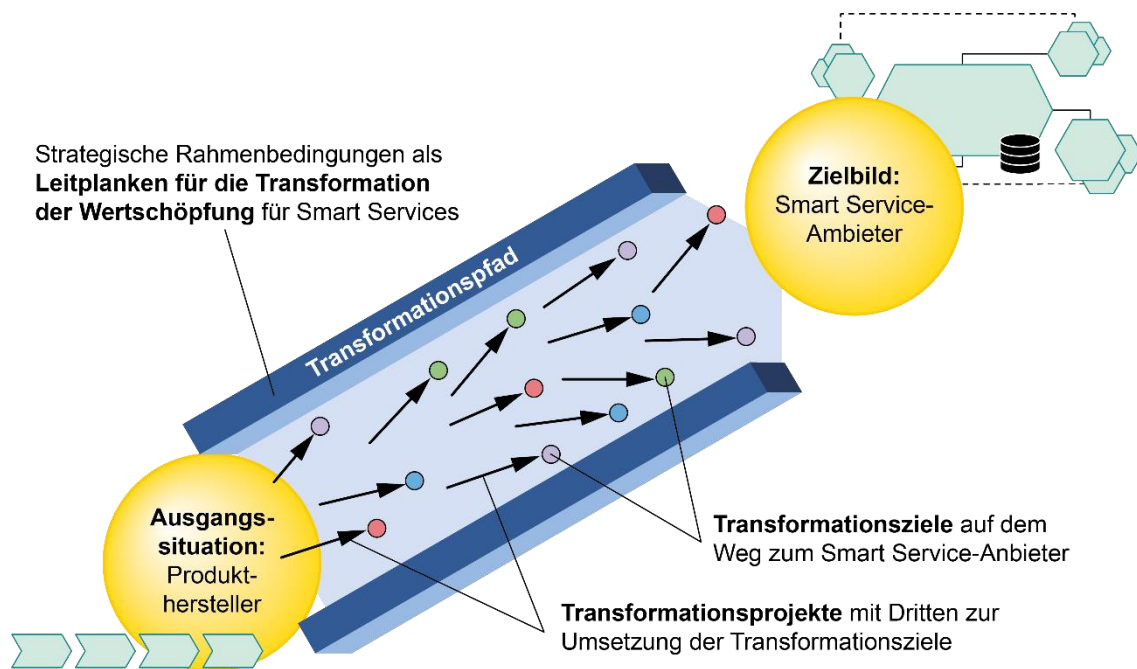 Strategische Rahmenbedingungen als
Leitplanken für die Transformation
der Wertschöpfung für Smart Services
Zielbild:
Smart Service-
Ambieter
Transformationspfad
Ausgangs-
situation:
Produkt-
hersteller
Transformationsziele auf dem
Weg zum Smart Service-Anbieter
Transformationsprojekte mit Dritten zur
Umsetzung der Transformationsziele